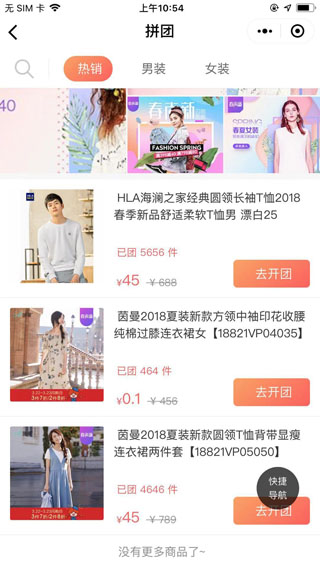 无 SIM 卡
上午10:54
拼团
热销
男装
女装
40
春夏新
FASHION SPRING
SPRING
春夏女装
HLA海澜之家经典圆领长袖T恤2018
春季新品舒适柔软T恤男 漂白25
已团 5656 件
¥45 ¥ 688
去开团
茵曼2018夏装新款方领中袖印花收腰
纯棉过膝连衣裙女【18821VP04035】
已团 464 件
¥0.1 ¥ 456
去开团
茵曼2018夏装新款圆领T恤背带显瘦
连衣裙两件套【18821VP05050】
已团 4646 件
¥45 ¥ 789
去开团
快捷
导航
没有更多商品了~